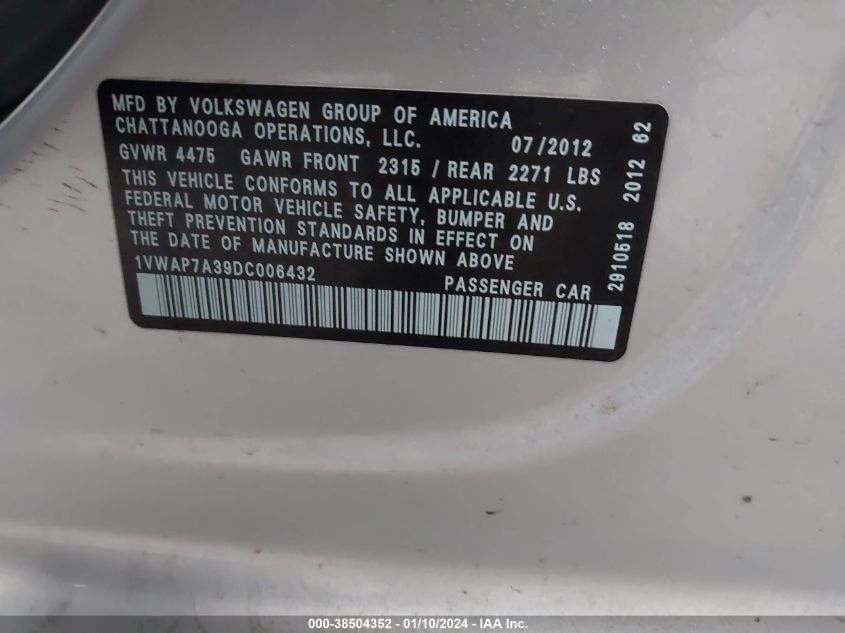 MFD BY VOLKSWAGEN GROUP OF AMERICA
CHATTANOOGA OPERATIONS, LLC. 07/2012
GVWR 4475 GAWR FRONT 2315 / REAR 2271 LBS
THIS VEHICLE CONFORMS TO ALL APPLICABLE U.S.
FEDERAL MOTOR VEHICLE SAFETY, BUMPER AND
THEFT PREVENTION STANDARDS IN EFFECT ON
THE DATE OF MANUFACTURE SHOWN ABOVE
1VWAP7A39DC006432 PASSENGER CAR
2910518 2012 62
000-38504352 - 01/10/2024 - IAA Inc.